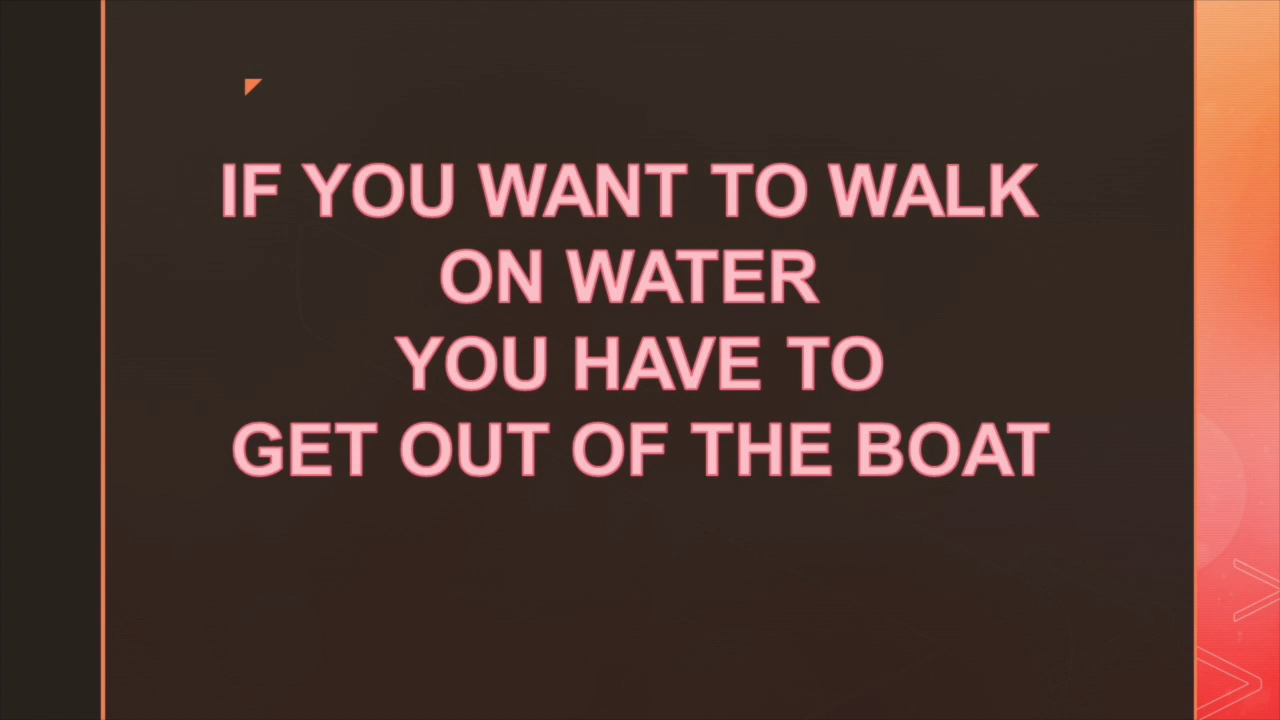 IF YOU WANT TO WALK
ON WATER
YOU HAVE TO
GET OUT OF THE BOAT